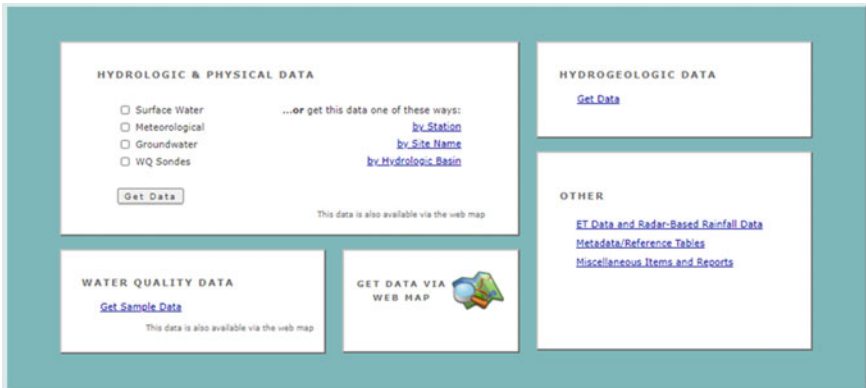 HYDROLOGIC & PHYSICAL DATA
Surface Water
Meteorological
Groundwater
WQ Sondes
...or get this data one of these ways:
by Station
by Site Name
by Hydrologic Basin
Get Data
This data is also available via the web map
HYDROGEOLOGIC DATA
Get Data
WATER QUALITY DATA
Get Sample Data
This data is also available via the web map
GET DATA VIA
WEB MAP
OTHER
ET Data and Radar-Based Rainfall Data
Metadata/Reference Tables
Miscellaneous Items and Reports